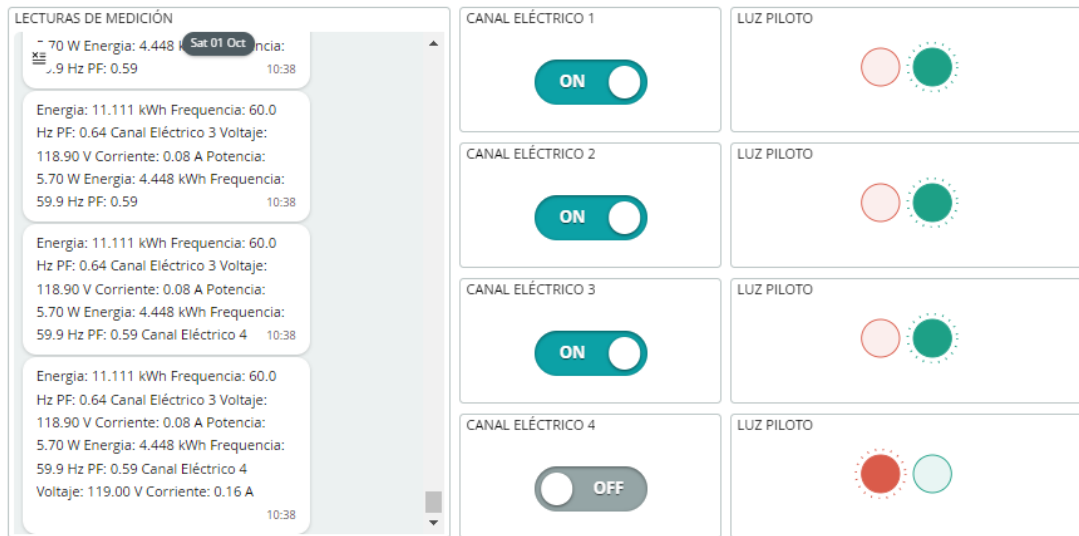 LECTURAS DE MEDICIÓN
70 W Energia: 4.448
Sat 01 Oct
ncia:
.9 Hz PF: 0.59
10:38
Energia: 11.111 kWh Frequencia: 60.0
Hz PF: 0.64 Canal Eléctrico 3 Voltaje:
118.90 V Corriente: 0.08 A Potencia:
5.70 W Energia: 4.448 kWh Frequencia:
59.9 Hz PF: 0.59
10:38
Energia: 11.111 kWh Frequencia: 60.0
Hz PF: 0.64 Canal Eléctrico 3 Voltaje:
118.90 V Corriente: 0.08 A Potencia:
5.70 W Energia: 4.448 kWh Frequencia:
59.9 Hz PF: 0.59 Canal Eléctrico 4
10:38
Energia: 11.111 kWh Frequencia: 60.0
Hz PF: 0.64 Canal Eléctrico 3 Voltaje:
118.90 V Corriente: 0.08 A Potencia:
5.70 W Energia: 4.448 kWh Frequencia:
59.9 Hz PF: 0.59 Canal Eléctrico 4
Voltaje: 119.00 V Corriente: 0.16 A
10:38
CANAL ELÉCTRICO 1
ON
LUZ PILOTO
CANAL ELÉCTRICO 2
ON
LUZ PILOTO
CANAL ELÉCTRICO 3
ON
LUZ PILOTO
CANAL ELÉCTRICO 4
OFF
LUZ PILOTO